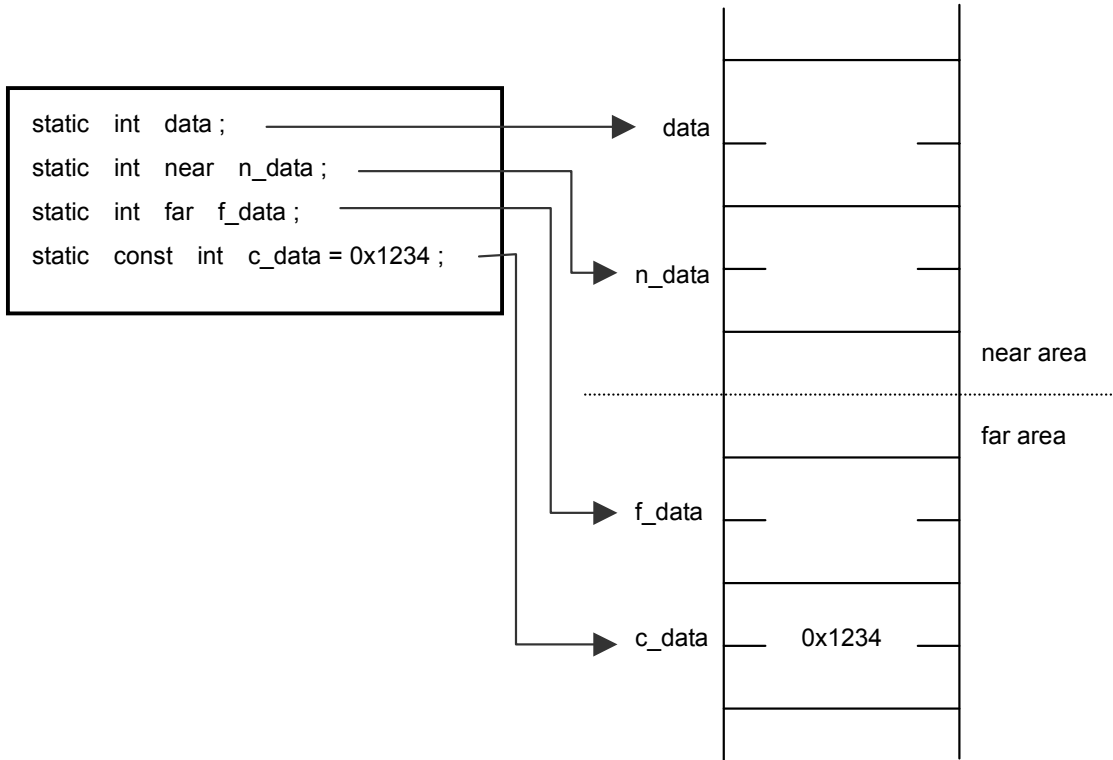 static int data ;
static int near n_data ;
static int far f_data ;
static const int c_data = 0x1234 ;
data
n_data
near area
far area
f_data
c_data
0x1234